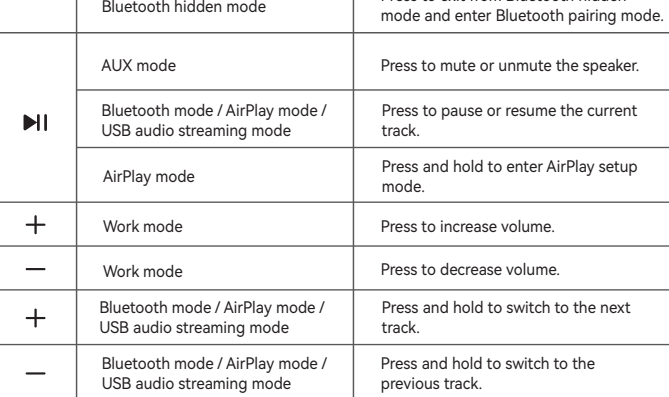 Bluetooth hidden mode
mode and enter Bluetooth pairing mode.
AUX mode
Press to mute or unmute the speaker.
Bluetooth mode / AirPlay mode /
USB audio streaming mode
Press to pause or resume the current
track.
AirPlay mode
Press and hold to enter AirPlay setup
mode.
Work mode
Press to increase volume.
Work mode
Press to decrease volume.
Bluetooth mode / AirPlay mode /
USB audio streaming mode
Press and hold to switch to the next
track.
Bluetooth mode / AirPlay mode /
USB audio streaming mode
Press and hold to switch to the
previous track.